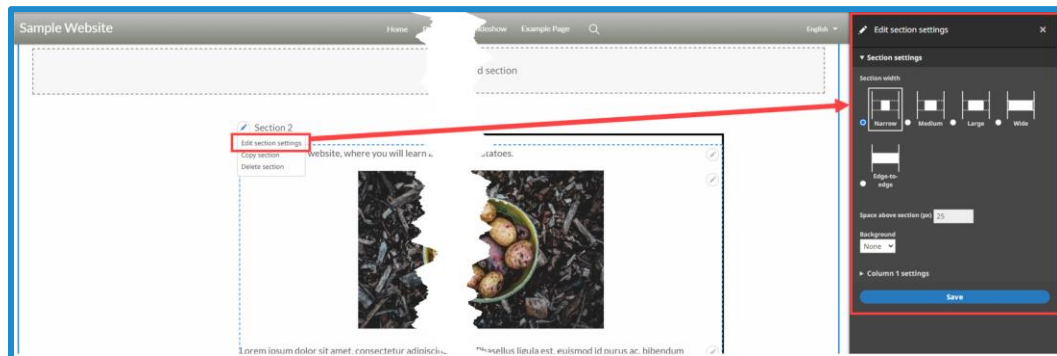 Sample Website
Home
deshow
Example Page
English
d section
Section 2
Edit section settings
Copy section
Delete section
website, where you will learn
tatoes.
Lorem ipsum dolor sit amet, consectetur adipisci
Phasellus ligula est, euismod id purus ac, bibendum
Edit section settings
Section settings
Section width
Narrow
Medium
Large
Wide
Edge-to-
edge
Space above section (px) 25
Background
None
Column 1 settings
Save